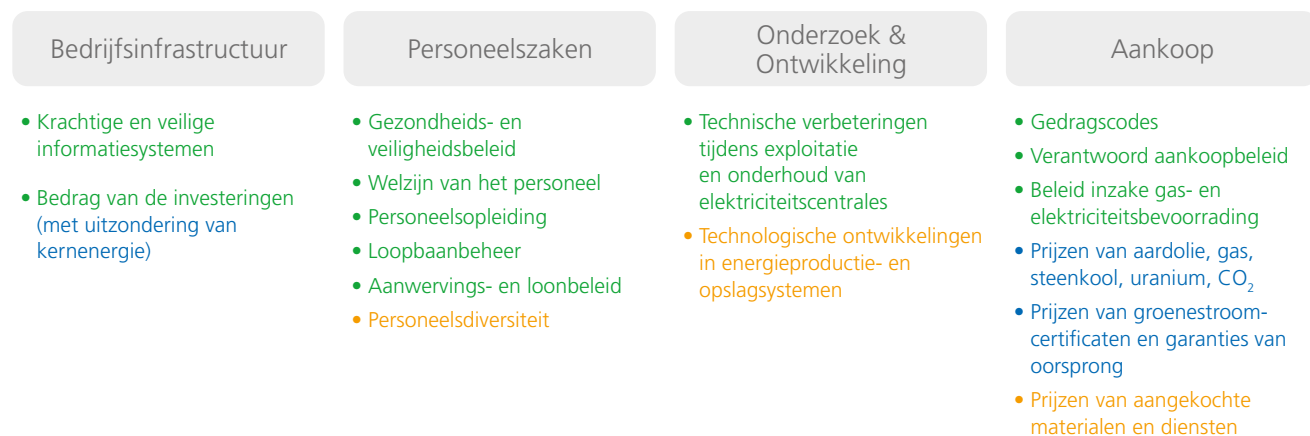 Bedrijfsinfrastructuur
• Krachtige en veilige
informatiesystemen
• Bedrag van de investeringen
(met uitzondering van
kernenergie)
Personeelszaken
• Gezondheids- en
veiligheidsbeleid
• Welzijn van het personeel
• Personeelsopleiding
• Loopbaanbeheer
• Aanwervings- en loonbeleid
• Personeelsdiversiteit
Onderzoek &
Ontwikkeling
• Technische verbeteringen
tijdens exploitatie
en onderhoud van
elektriciteitscentrales
• Technologische ontwikkelingen
in energieproductie- en
opslagsystemen
Aankoop
• Gedragscodes
• Verantwoord aankoopbeleid
• Beleid inzake gas- en
elektriciteitsbevoorrading
• Prijzen van aardolie, gas,
steenkool, uranium, CO₂
• Prijzen van groenestroom-
certificaten en garanties van
oorsprong
• Prijzen van aangekochte
materialen en diensten